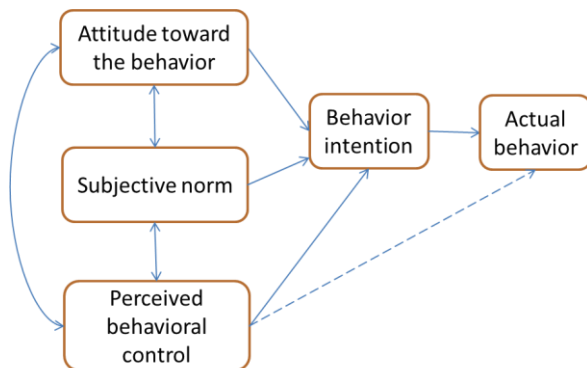 Attitude toward
the behavior
Subjective norm
Perceived
behavioral
control
Behavior
intention
Actual
behavior